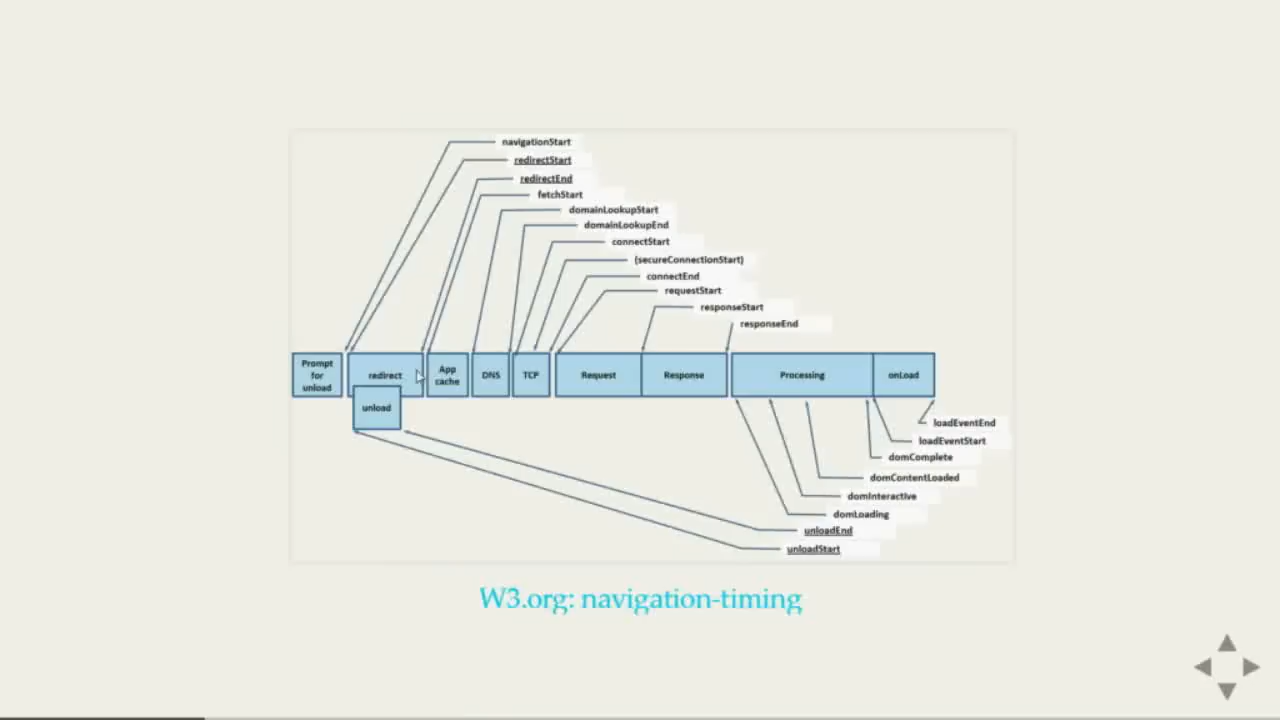 navigationStart
redirectStart
redirectEnd
fetchStart
domainLookupStart
domainLookupEnd
connectStart
(secureConnectionStart)
connectEnd
requestStart
responseStart
responseEnd
Prompt
for
unload
redirect
unload
App
cache
DNS
TCP
Request
Response
Processing
onLoad
loadEventEnd
loadEventStart
domComplete
domContentLoaded
domInteractive
domLoading
unloadEnd
unloadStart
W3.org: navigation-timing